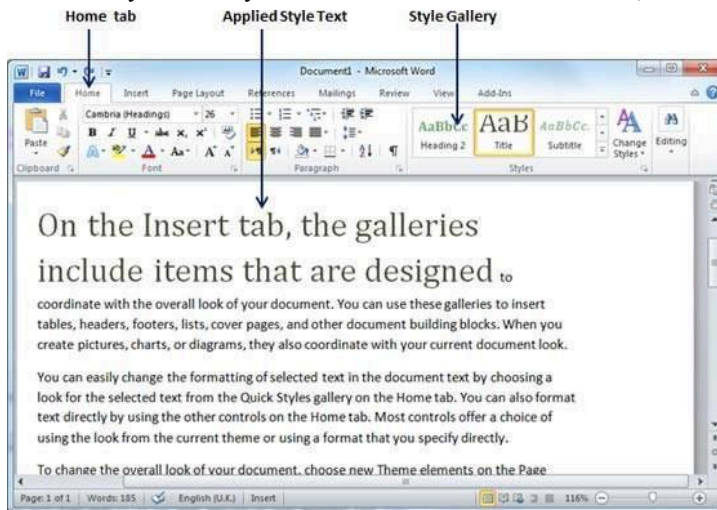 Home tab Applied Style Text Style Gallery
Document1 - Microsoft Word
File Home Insert Page Layout References Mailings Review View Add-Ins
Cambria (Headings) 26
Paste
B I U abc x, x'
A Aa A A
AaBbCc AaB AaBbCc.
Heading 2 Title Subtitle
Change Styles Editing
Clipboard Font Paragraph Styles
On the Insert tab, the galleries
include items that are designed to
coordinate with the overall look of your document. You can use these galleries to insert
tables, headers, footers, lists, cover pages, and other document building blocks. When you
create pictures, charts, or diagrams, they also coordinate with your current document look.
You can easily change the formatting of selected text in the document text by choosing a
look for the selected text from the Quick Styles gallery on the Home tab. You can also format
text directly by using the other controls on the Home tab. Most controls offer a choice of
using the look from the current theme or using a format that you specify directly.
To change the overall look of your document, choose new Theme elements on the Page
Page: 1 of 1 Words: 185 English (U.K.) Insert 116%